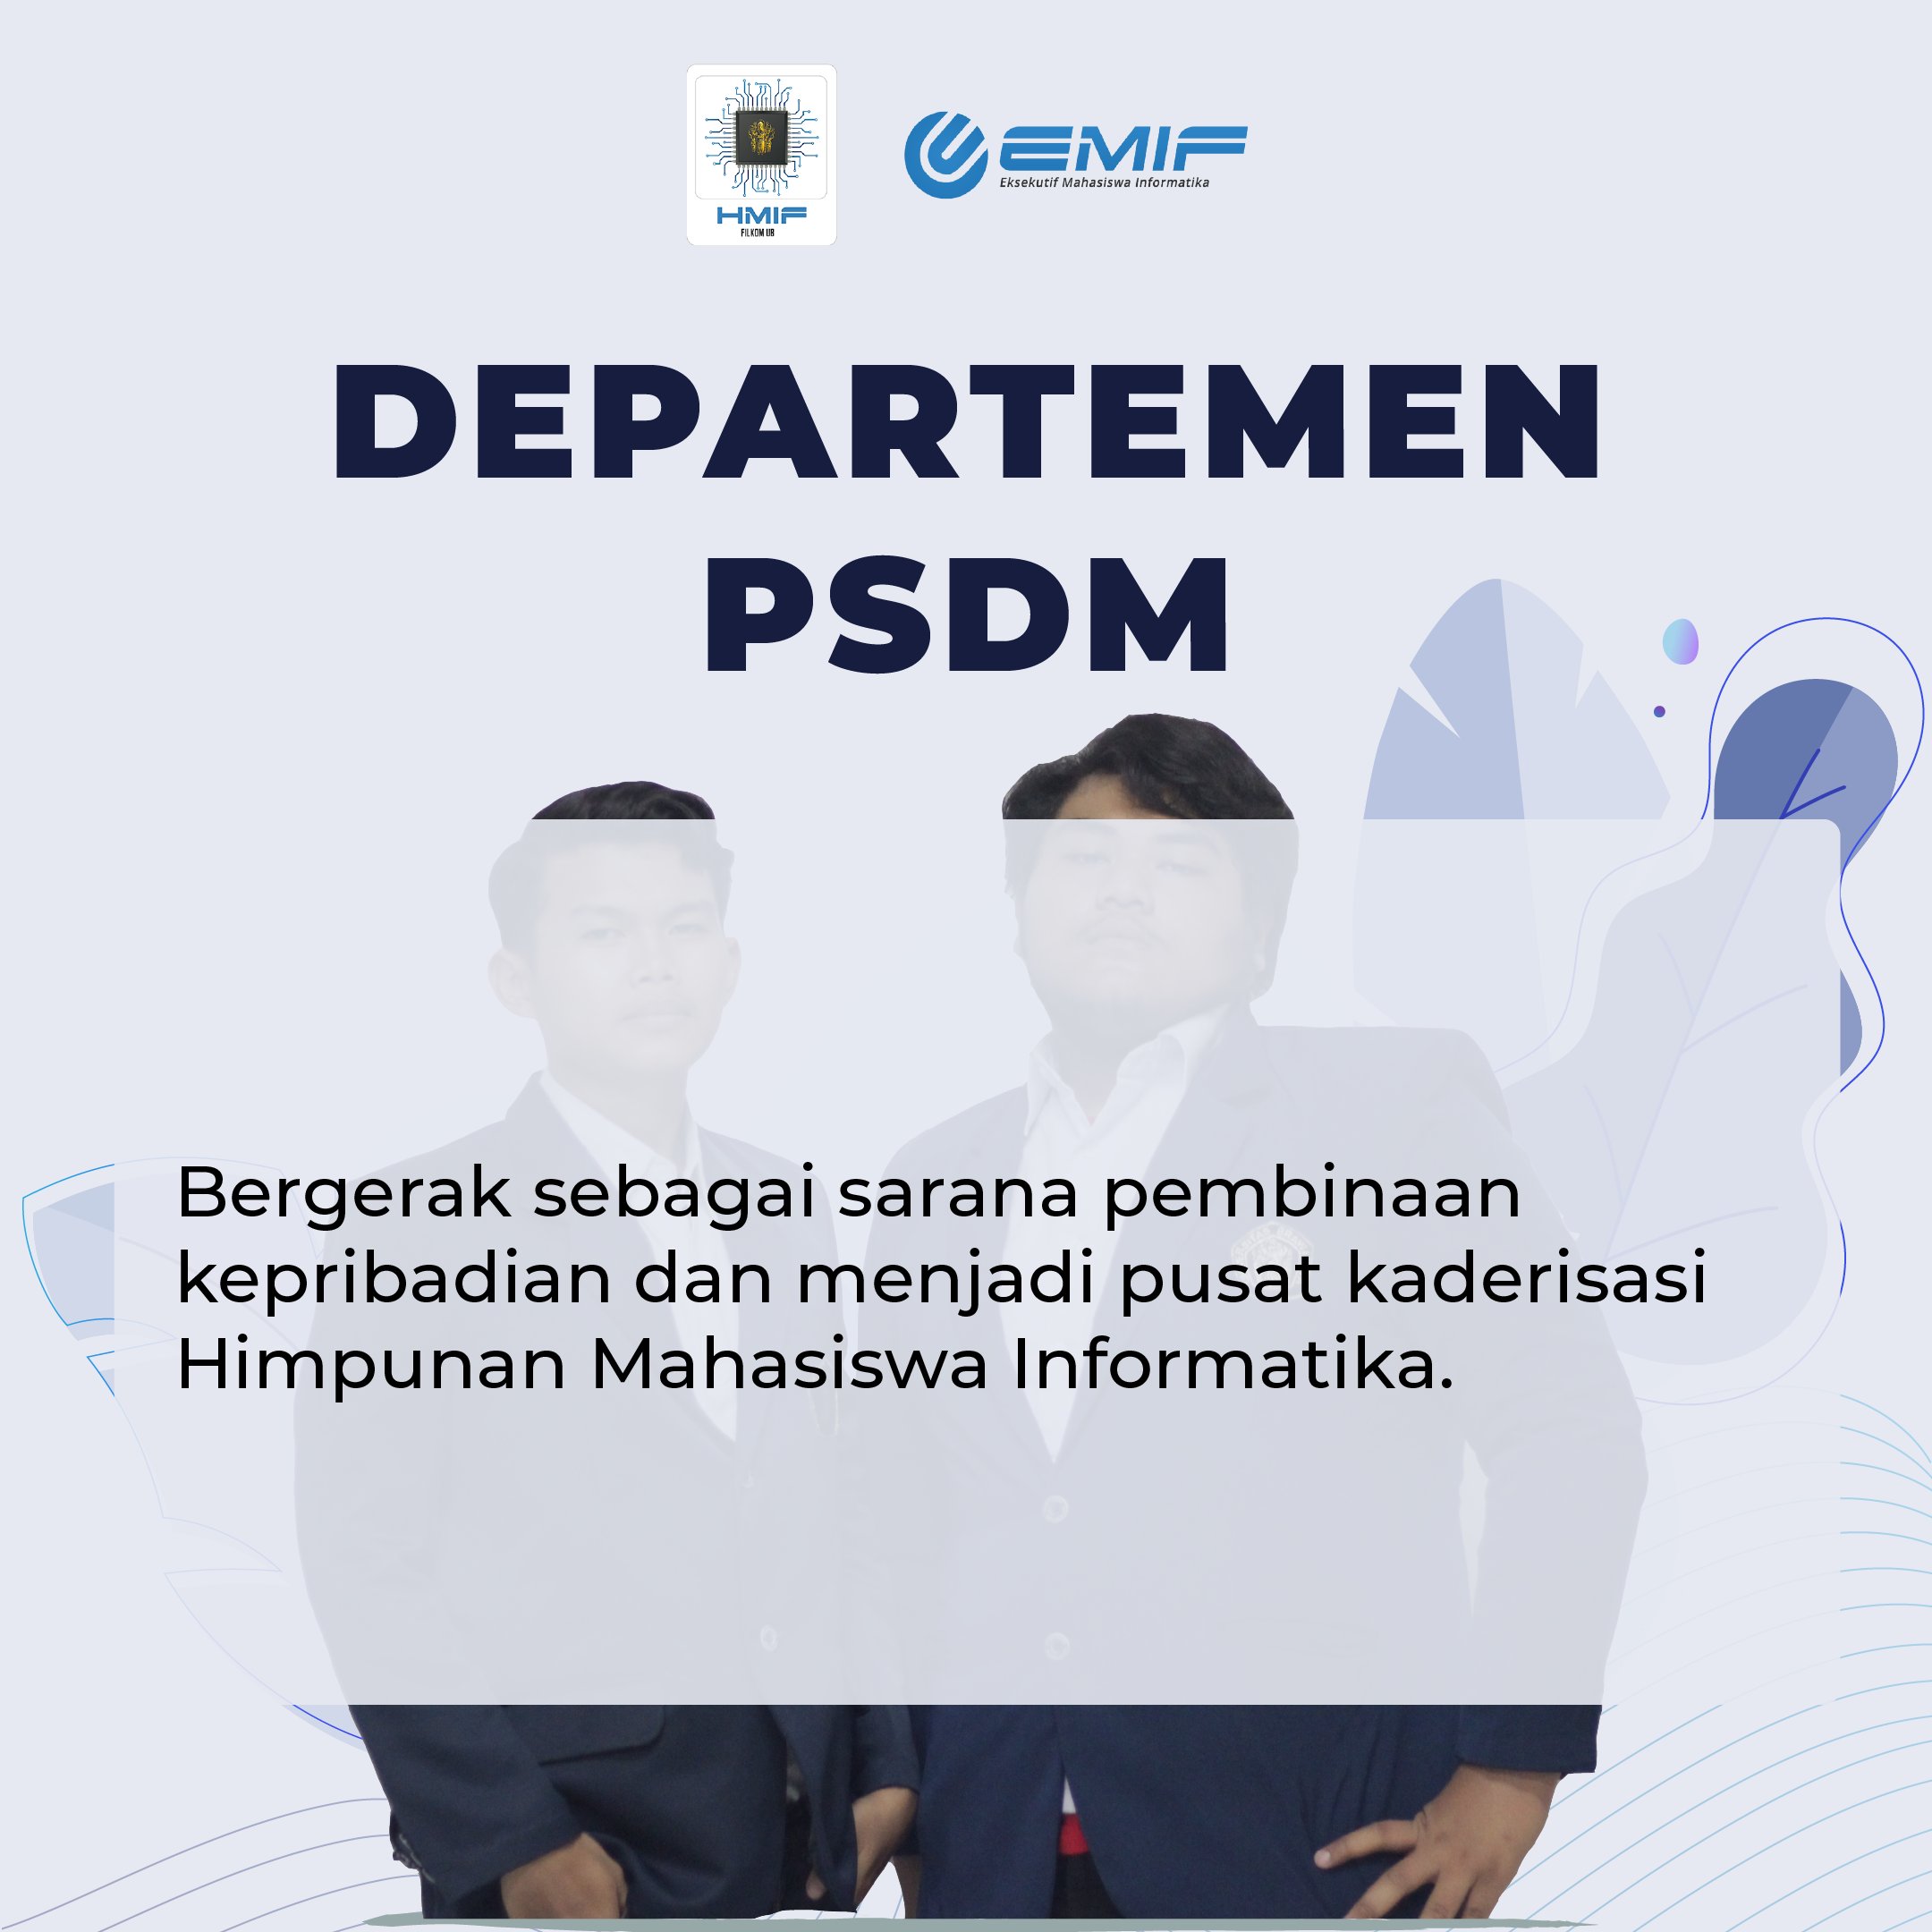 HMIF
FILKOM UB
EMIF
Eksekutif Mahasiswa Informatika
DEPARTEMEN
PSDM
Bergerak sebagai sarana pembinaan
kepribadian dan menjadi pusat kaderisasi
Himpunan Mahasiswa Informatika.